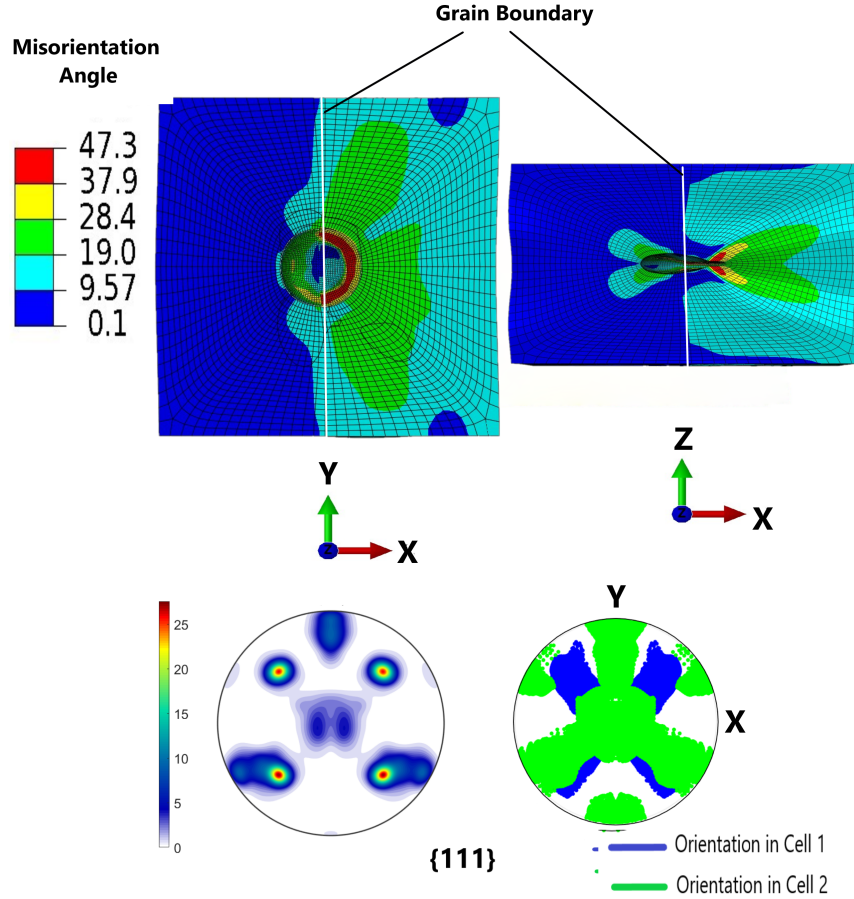 Grain Boundary
Misorientation
Angle
47.3
37.9
28.4
19.0
9.57
0.1
Y
Z
X
Z
Z
X
Y
25
20
15
10
5
0
X
{111}
Orientation in Cell 1
Orientation in Cell 2